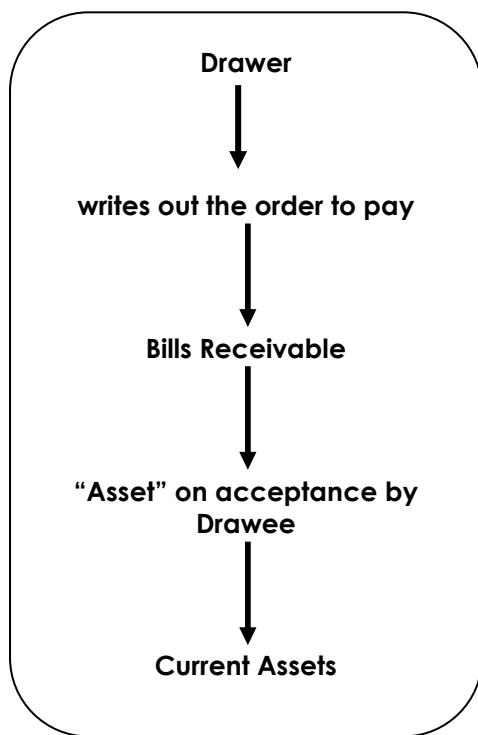 Drawer
writes out the order to pay
Bills Receivable
“Asset” on acceptance by
Drawee
Current Assets